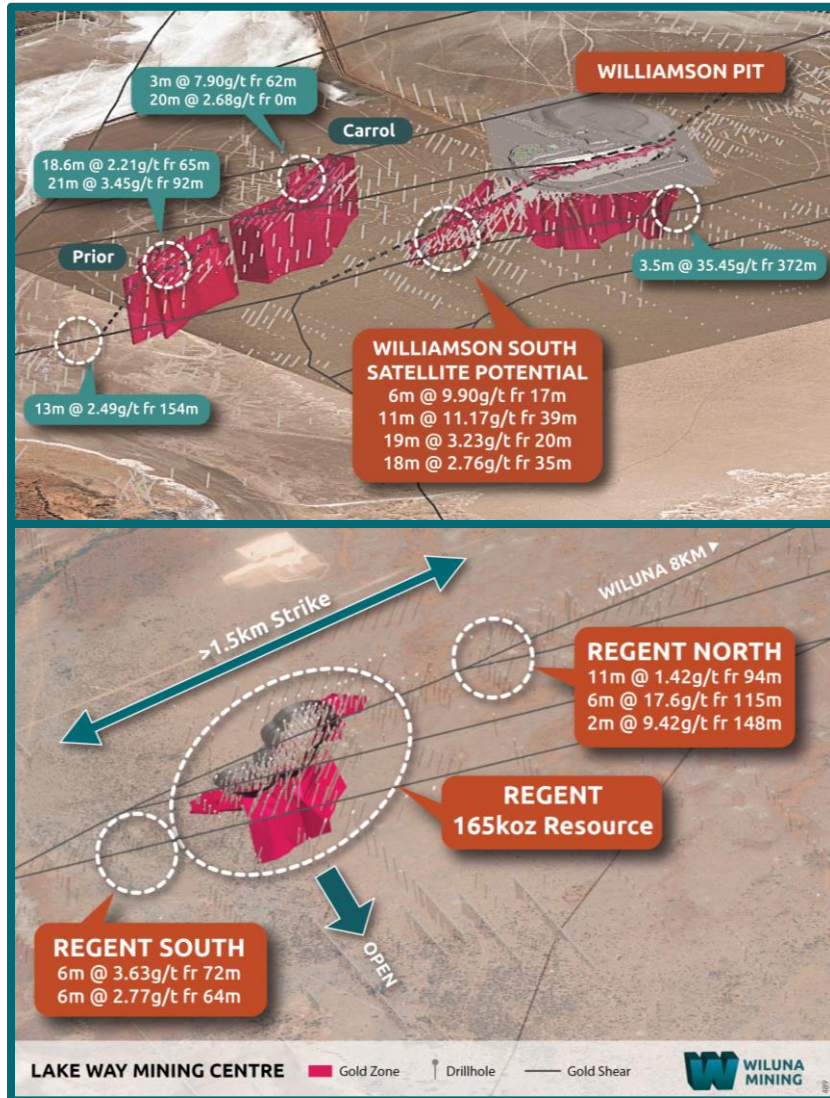 WILLIAMSON PIT
3m @ 7.90g/t fr 62m
20m @ 2.68g/t fr 0m
Carrol
18.6m @ 2.21g/t fr 65m
21m @ 3.45g/t fr 92m
Prior
3.5m @ 35.45g/t fr 372m
13m @ 2.49g/t fr 154m
WILLIAMSON SOUTH
SATELLITE POTENTIAL
6m @ 9.90g/t fr 17m
11m @ 11.17g/t fr 39m
19m @ 3.23g/t fr 20m
18m @ 2.76g/t fr 35m
WILUNA 8KM
>1.5km Strike
REGENT NORTH
11m @ 1.42g/t fr 94m
6m @ 17.6g/t fr 115m
2m @ 9.42g/t fr 148m
REGENT
165koz Resource
OPEN
REGENT SOUTH
6m @ 3.63g/t fr 72m
6m @ 2.77g/t fr 64m
LAKE WAY MINING CENTRE
Gold Zone
Drillhole
Gold Shear
WILUNA
MINING
489